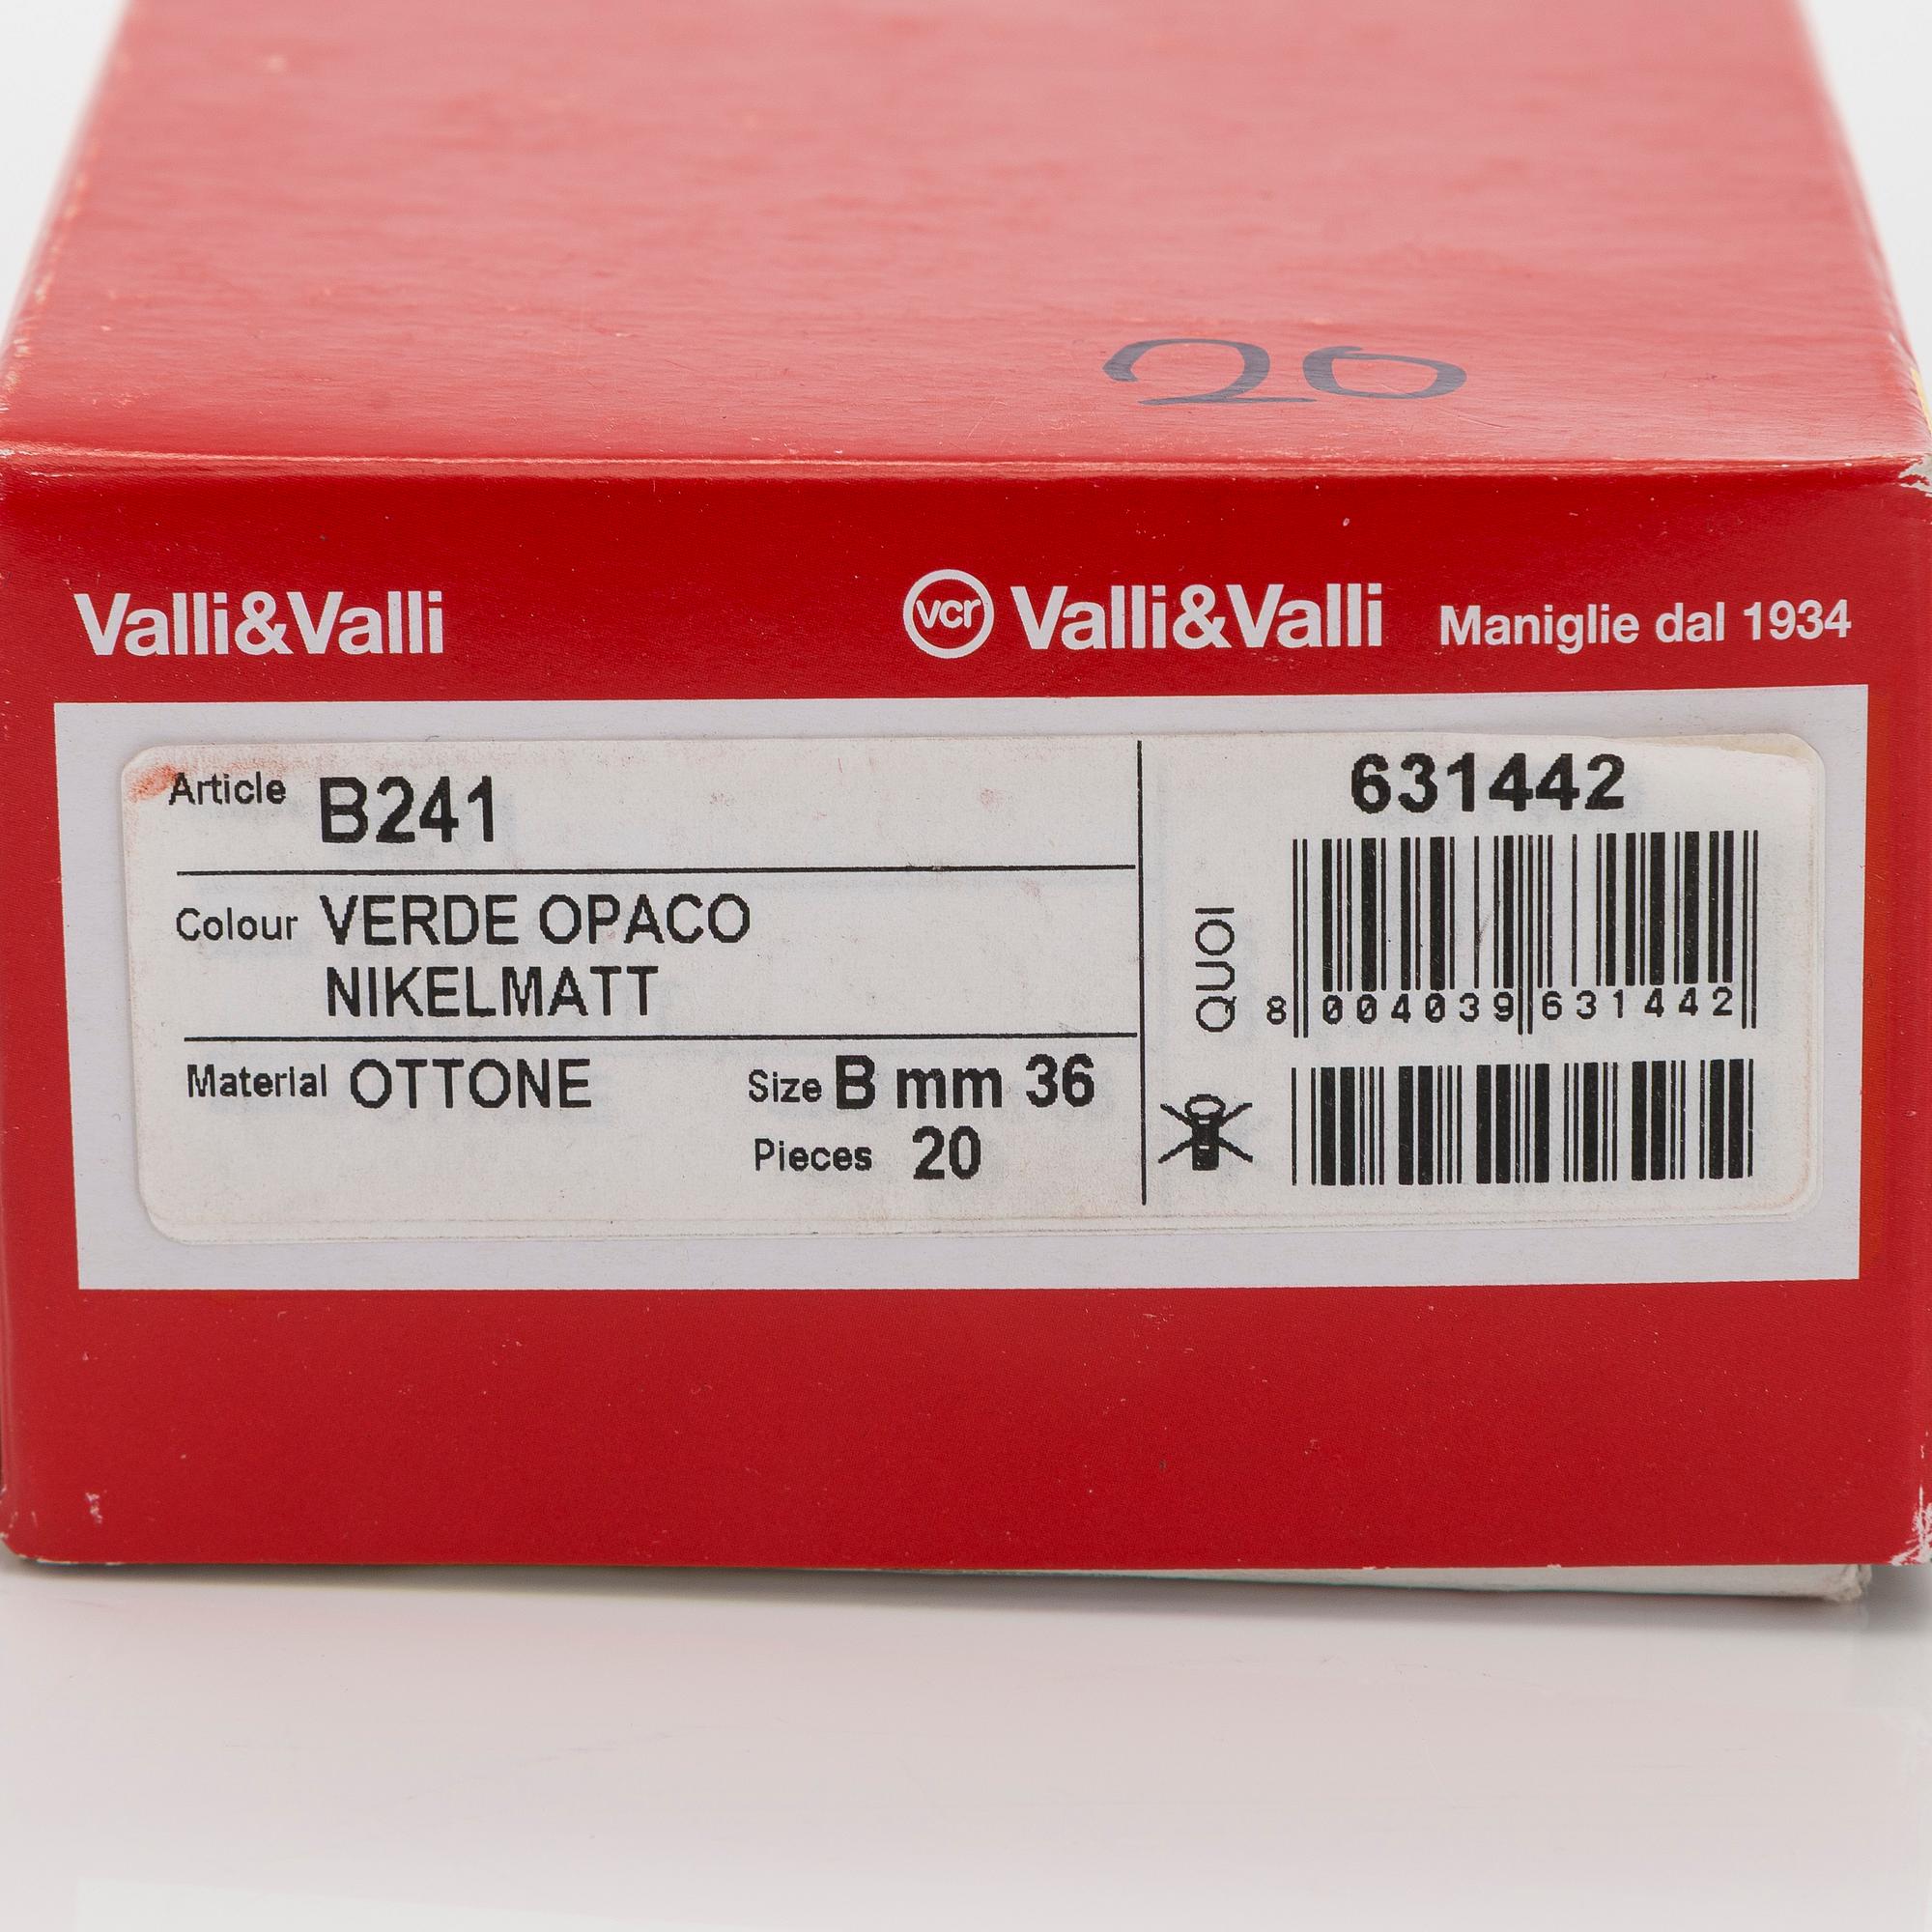 20
Valli&Valli
vcr Valli&Valli Maniglie dal 1934
Article B241
Colour VERDE OPACO
NIKELMATT
Material OTTONE
Size B mm 36
Pieces 20
631442
QUOI
8 004039 631442